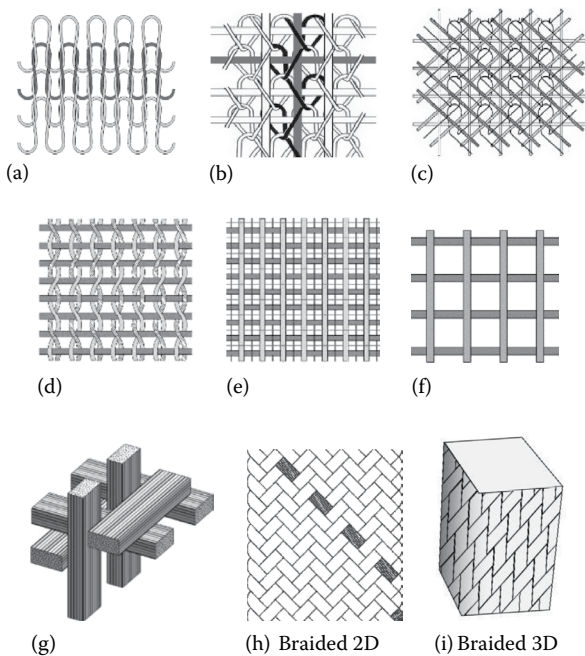 (a)
(b)
(c)
(d)
(e)
(f)
(g)
(h) Braided 2D
(i) Braided 3D